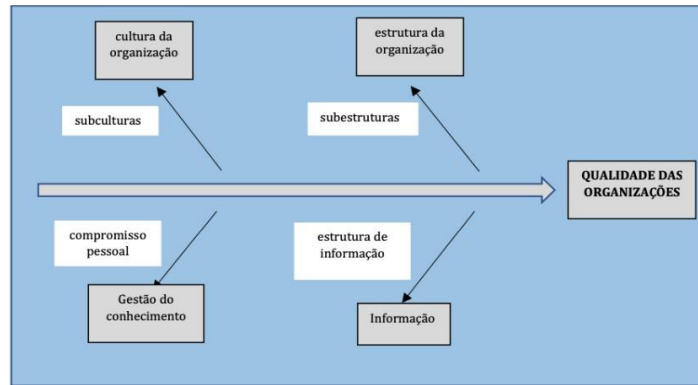 cultura da
organização
estrutura da
organização
subculturas
subestruturas
QUALIDADE DAS
ORGANIZAÇÕES
compromisso
pessoal
estrutura de
informação
Gestão do
conhecimento
Informação